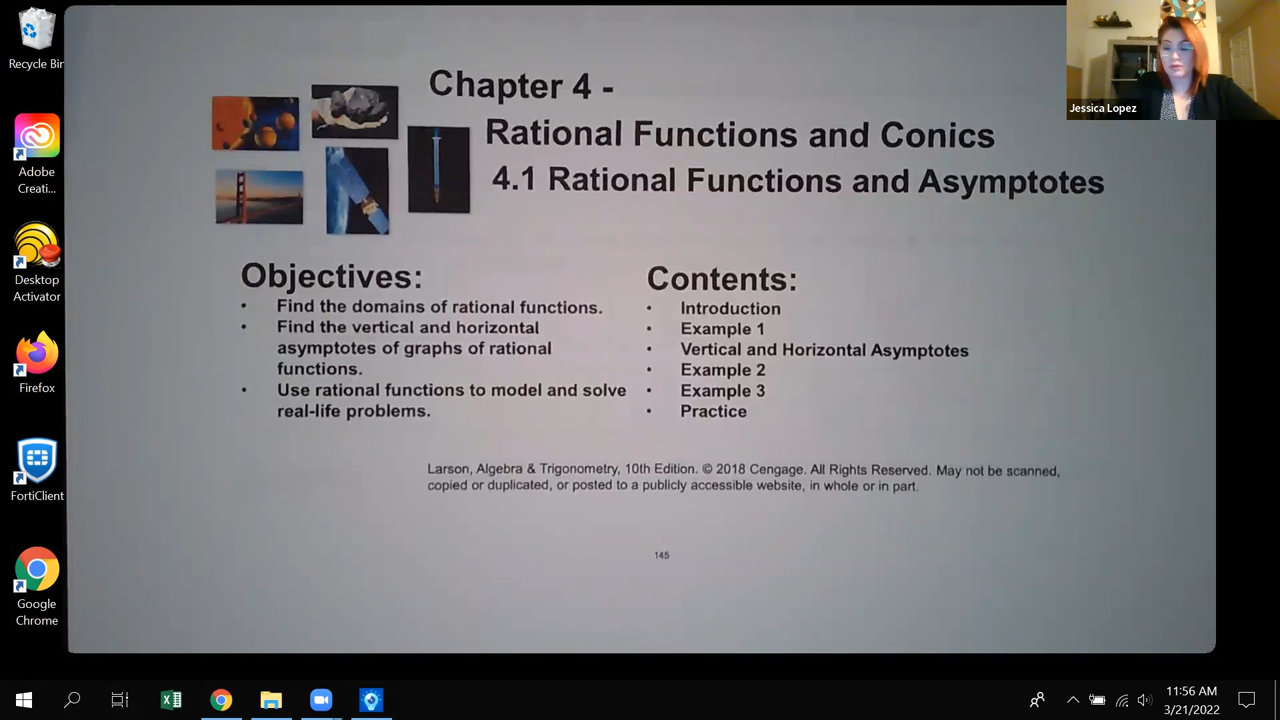 Recycle Bin
Adobe
Creati...
Desktop
Activator
Firefox
FortiClient
Google
Chrome
Chapter 4 -
Rational Functions and Conics
4.1 Rational Functions and Asymptotes
Objectives:
• Find the domains of rational functions.
• Find the vertical and horizontal
asymptotes of graphs of rational
functions.
• Use rational functions to model and solve
real-life problems.
Contents:
• Introduction
• Example 1
• Vertical and Horizontal Asymptotes
• Example 2
• Example 3
• Practice
Larson, Algebra & Trigonometry, 10th Edition. © 2018 Cengage. All Rights Reserved. May not be scanned,
copied or duplicated, or posted to a publicly accessible website, in whole or in part.
145
Jessica Lopez
11:56 AM
3/21/2022